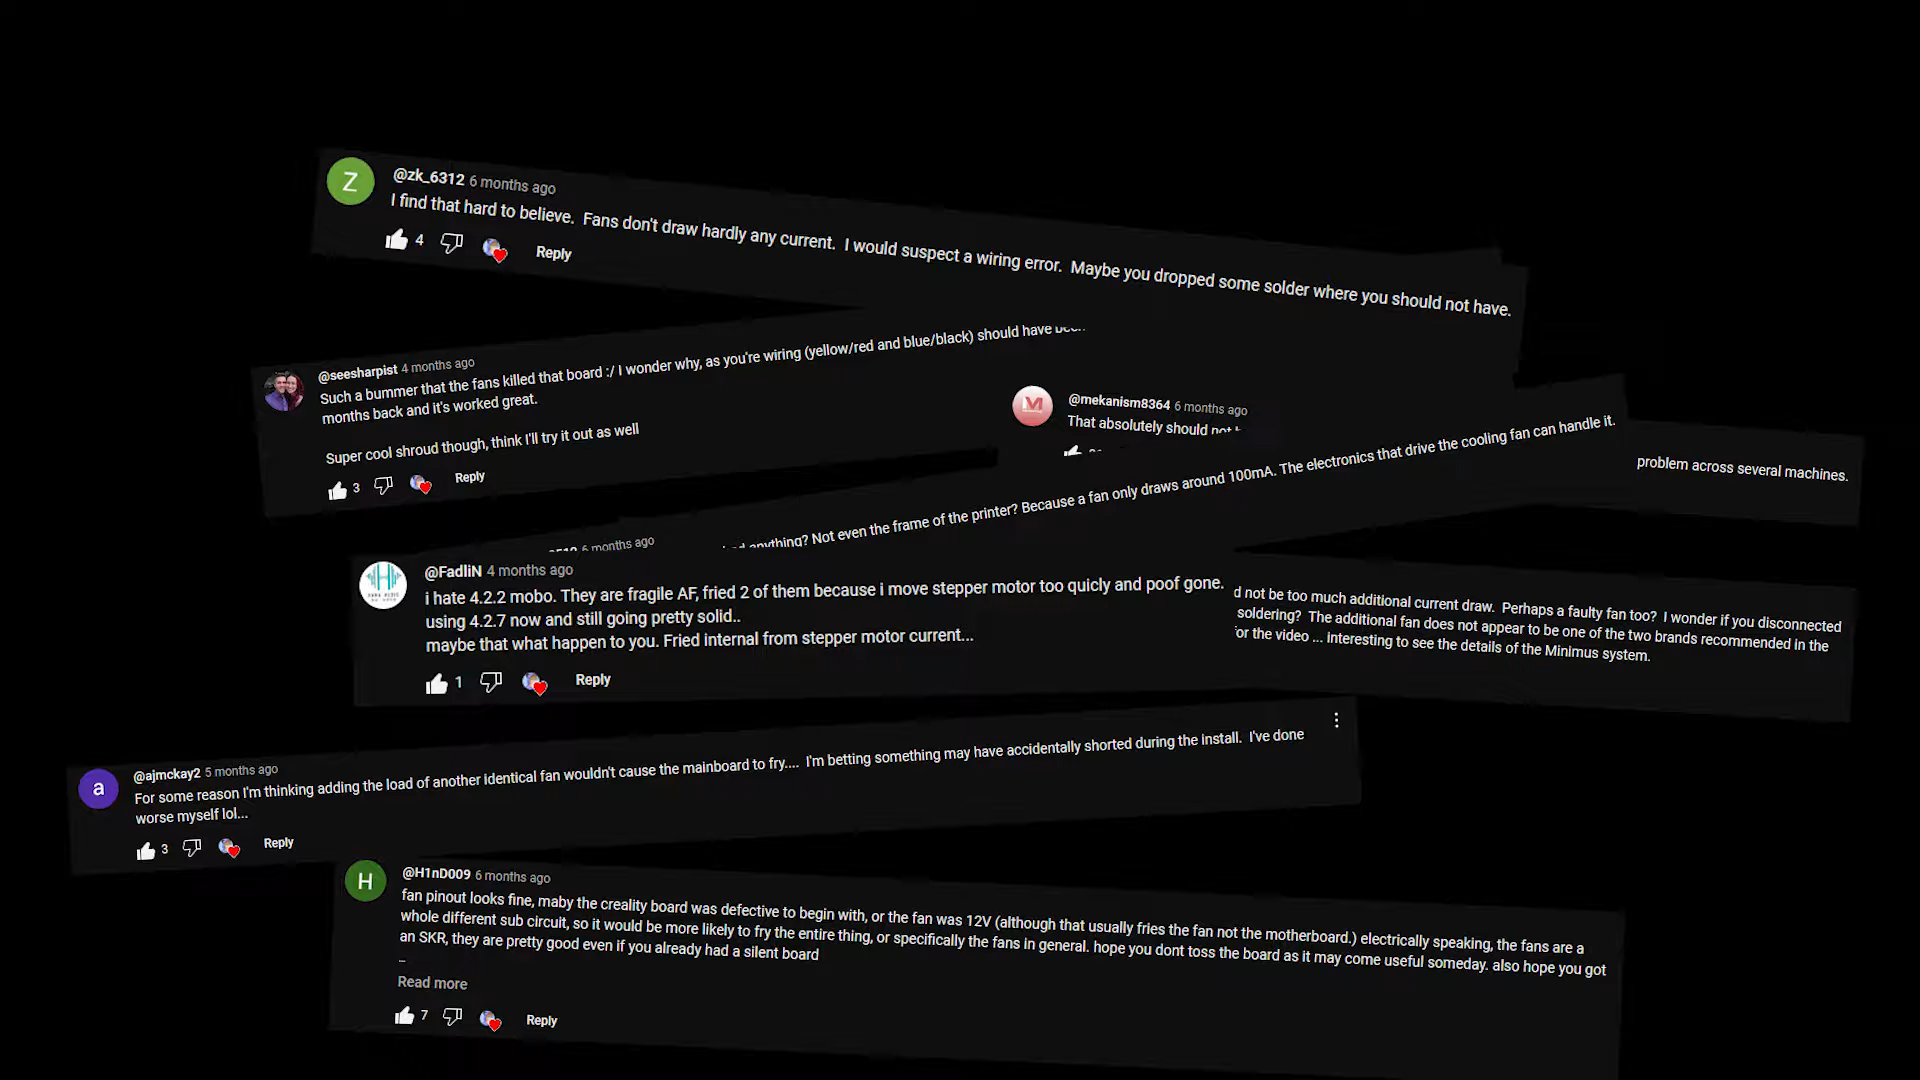 Z
@zk_6312 6 months ago
I find that hard to believe.  Fans don't draw hardly any current.  I would suspect a wiring error.  Maybe you dropped some solder where you should not have.
4
Reply
@seesharpist 4 months ago
Such a bummer that the fans killed that board :/ I wonder why, as you're wiring (yellow/red and blue/black) should have
months back and it's worked great.
Super cool shroud though, think I'll try it out as well
3
Reply
M
@mekanism8364 6 months ago
That absolutely should not
problem across several machines.
6 months ago
anything? Not even the frame of the printer? Because a fan only draws around 100mA. The electronics that drive the cooling fan can handle it.
@FadliN 4 months ago
i hate 4.2.2 mobo. They are fragile AF, fried 2 of them because i move stepper motor too quicly and poof gone.
using 4.2.7 now and still going pretty solid..
maybe that what happen to you. Fried internal from stepper motor current...
1
Reply
d not be too much additional current draw.  Perhaps a faulty fan too?  I wonder if you disconnected
soldering?  The additional fan does not appear to be one of the two brands recommended in the
for the video ... interesting to see the details of the Minimus system.
a
@ajmckay2 5 months ago
For some reason I'm thinking adding the load of another identical fan wouldn't cause the mainboard to fry....  I'm betting something may have accidentally shorted during the install.  I've done
worse myself lol...
3
Reply
H
@H1nD009 6 months ago
fan pinout looks fine, maby the creality board was defective to begin with, or the fan was 12V (although that usually fries the fan not the motherboard.) electrically speaking, the fans are a
whole different sub circuit, so it would be more likely to fry the entire thing, or specifically the fans in general. hope you dont toss the board as it may come useful someday. also hope you got
an SKR, they are pretty good even if you already had a silent board
Read more
7
Reply